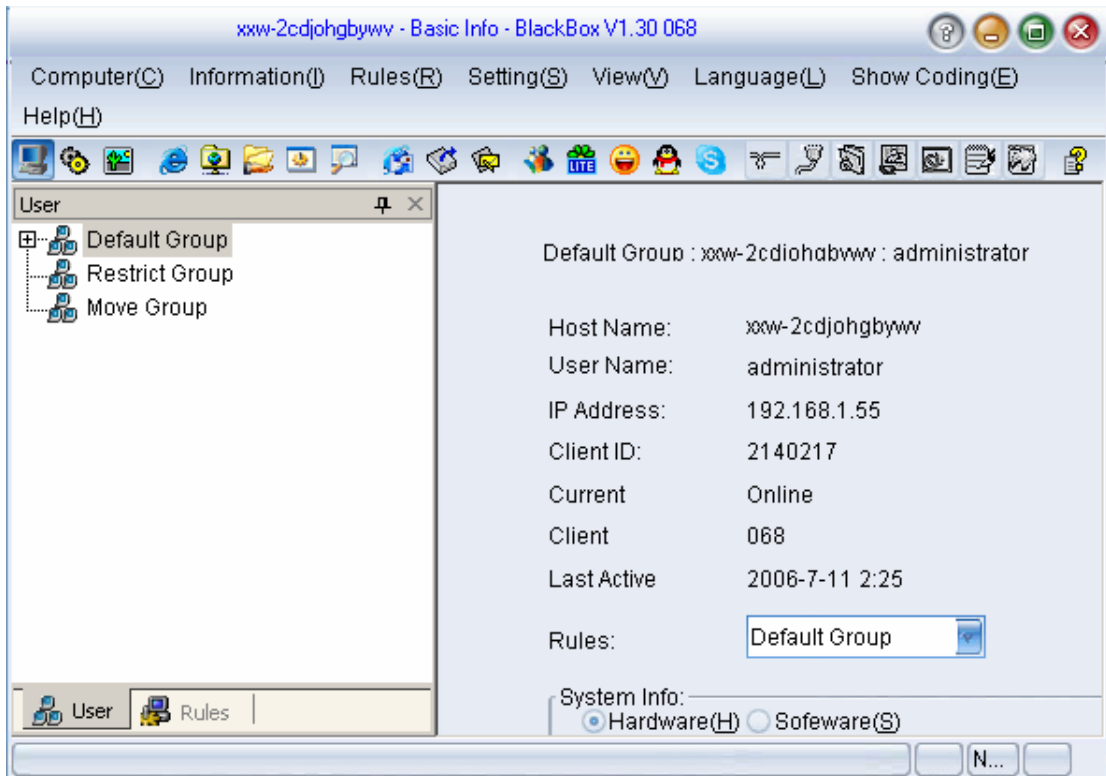 xxw-2cdjohgbywv - Basic Info - BlackBox V1.30 068
Computer(C) Information(I) Rules(R) Setting(S) View(V) Language(L) Show Coding(E)
Help(H)
LITE
User
Default Group
Restrict Group
Move Group
User Rules
Default Group : xxw-2cdjohgbywv : administrator
Host Name: xxw-2cdjohgbywv
User Name: administrator
IP Address: 192.168.1.55
Client ID: 2140217
Current Online
Client 068
Last Active 2006-7-11 2:25
Rules: Default Group
System Info:
Hardware(H) Sofeware(S)
N...